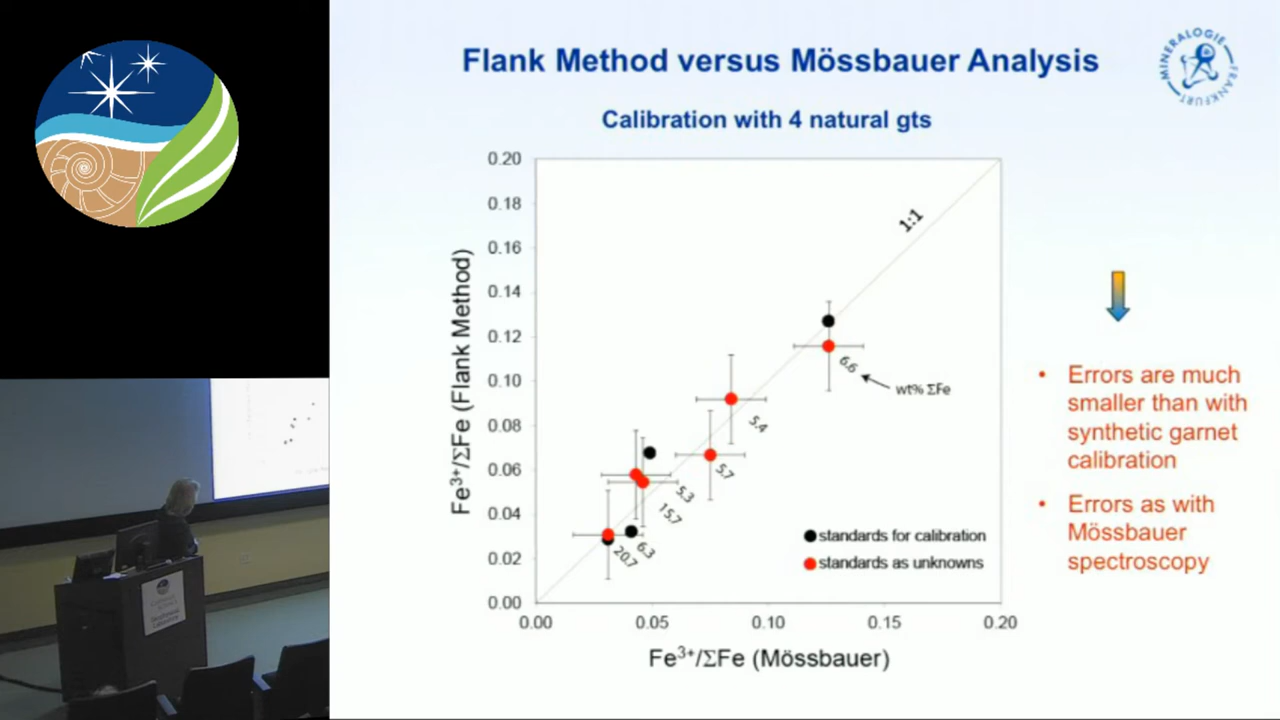 Flank Method versus Mössbauer Analysis
MINERALOGIE
FRANKFURT
Calibration with 4 natural gts
0.20
0.18
0.16
0.14
0.12
0.10
0.08
0.06
0.04
0.02
0.00
Fe³⁺/ΣFe (Flank Method)
1:1
6.6
wt% ΣFe
5.4
5.7
5.3
15.7
6.3
20.7
standards for calibration
standards as unknowns
0.00
0.05
0.10
0.15
0.20
Fe³⁺/ΣFe (Mössbauer)
• Errors are much
smaller than with
synthetic garnet
calibration
• Errors as with
Mössbauer
spectroscopy